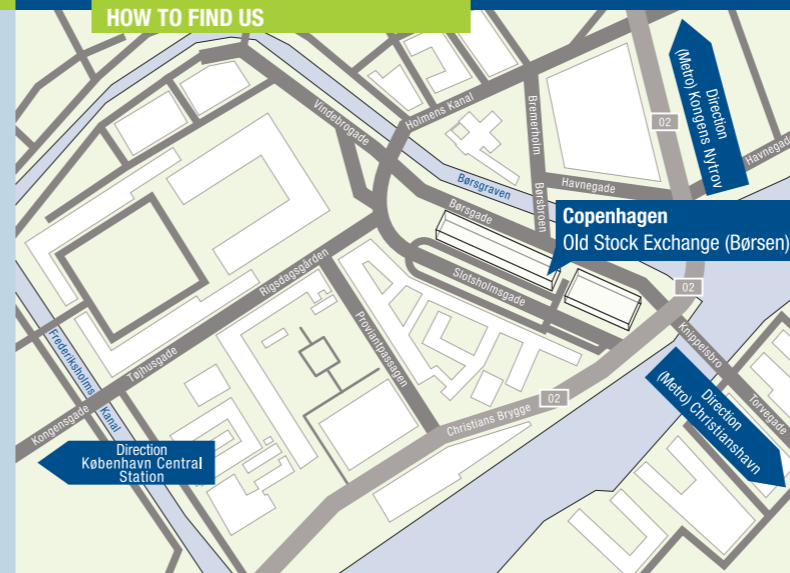 HOW TO FIND US
Vindebrogade
Holmens Kanal
Bremerholm
02
Direction
(Metro) Kongens Nytrov
Havnegade
Havnegade
Børsgraven
Børsbroen
Børsgade
Copenhagen
Old Stock Exchange (Børsen)
Slotsholmsgade
Rigsdagsgården
Proviantpassagen
02
Knippelsbro
Torvegade
Direction
(Metro) Christianshavn
Frederiksholms
Kanal
Tøjhusgade
Kongensgade
Christians Brygge
02
Direction
København Central
Station